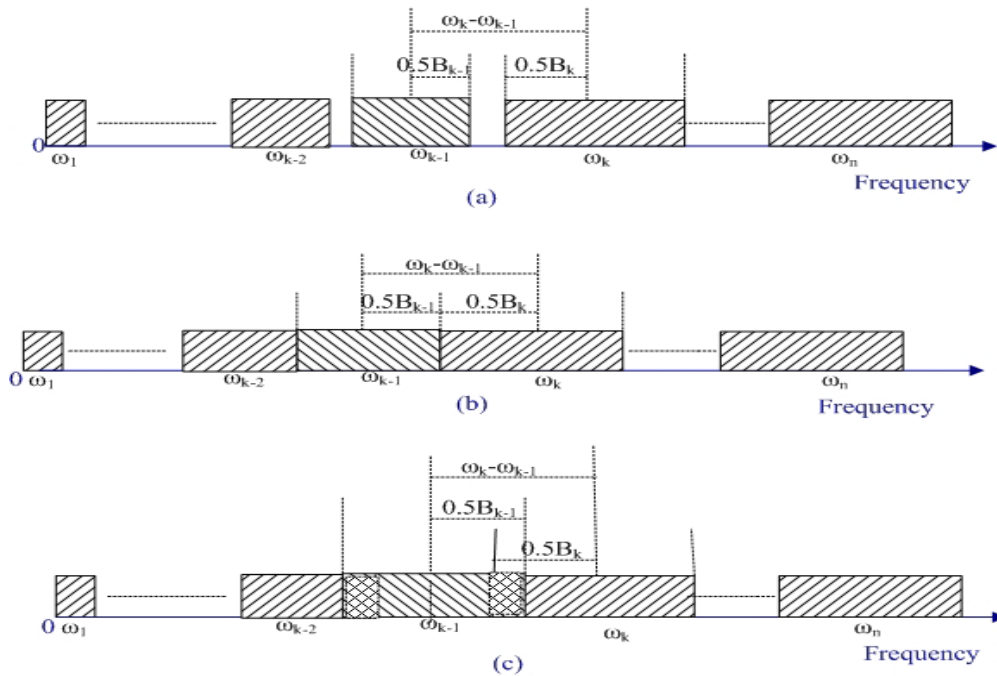 ωₖ-ωₖ₋₁
0.5Bₖ₋₁ 0.5Bₖ
0
ω₁ ωₖ₋₂ ωₖ₋₁ ωₖ ωₙ
Frequency
(a)
ωₖ-ωₖ₋₁
0.5Bₖ₋₁ 0.5Bₖ
0 ω₁ ωₖ₋₂ ωₖ₋₁ ωₖ ωₙ
(b)
Frequency
ωₖ-ωₖ₋₁
0.5Bₖ₋₁
0.5Bₖ
0 ω₁ ωₖ₋₂ ωₖ₋₁ ωₖ ωₙ
Frequency
(c)